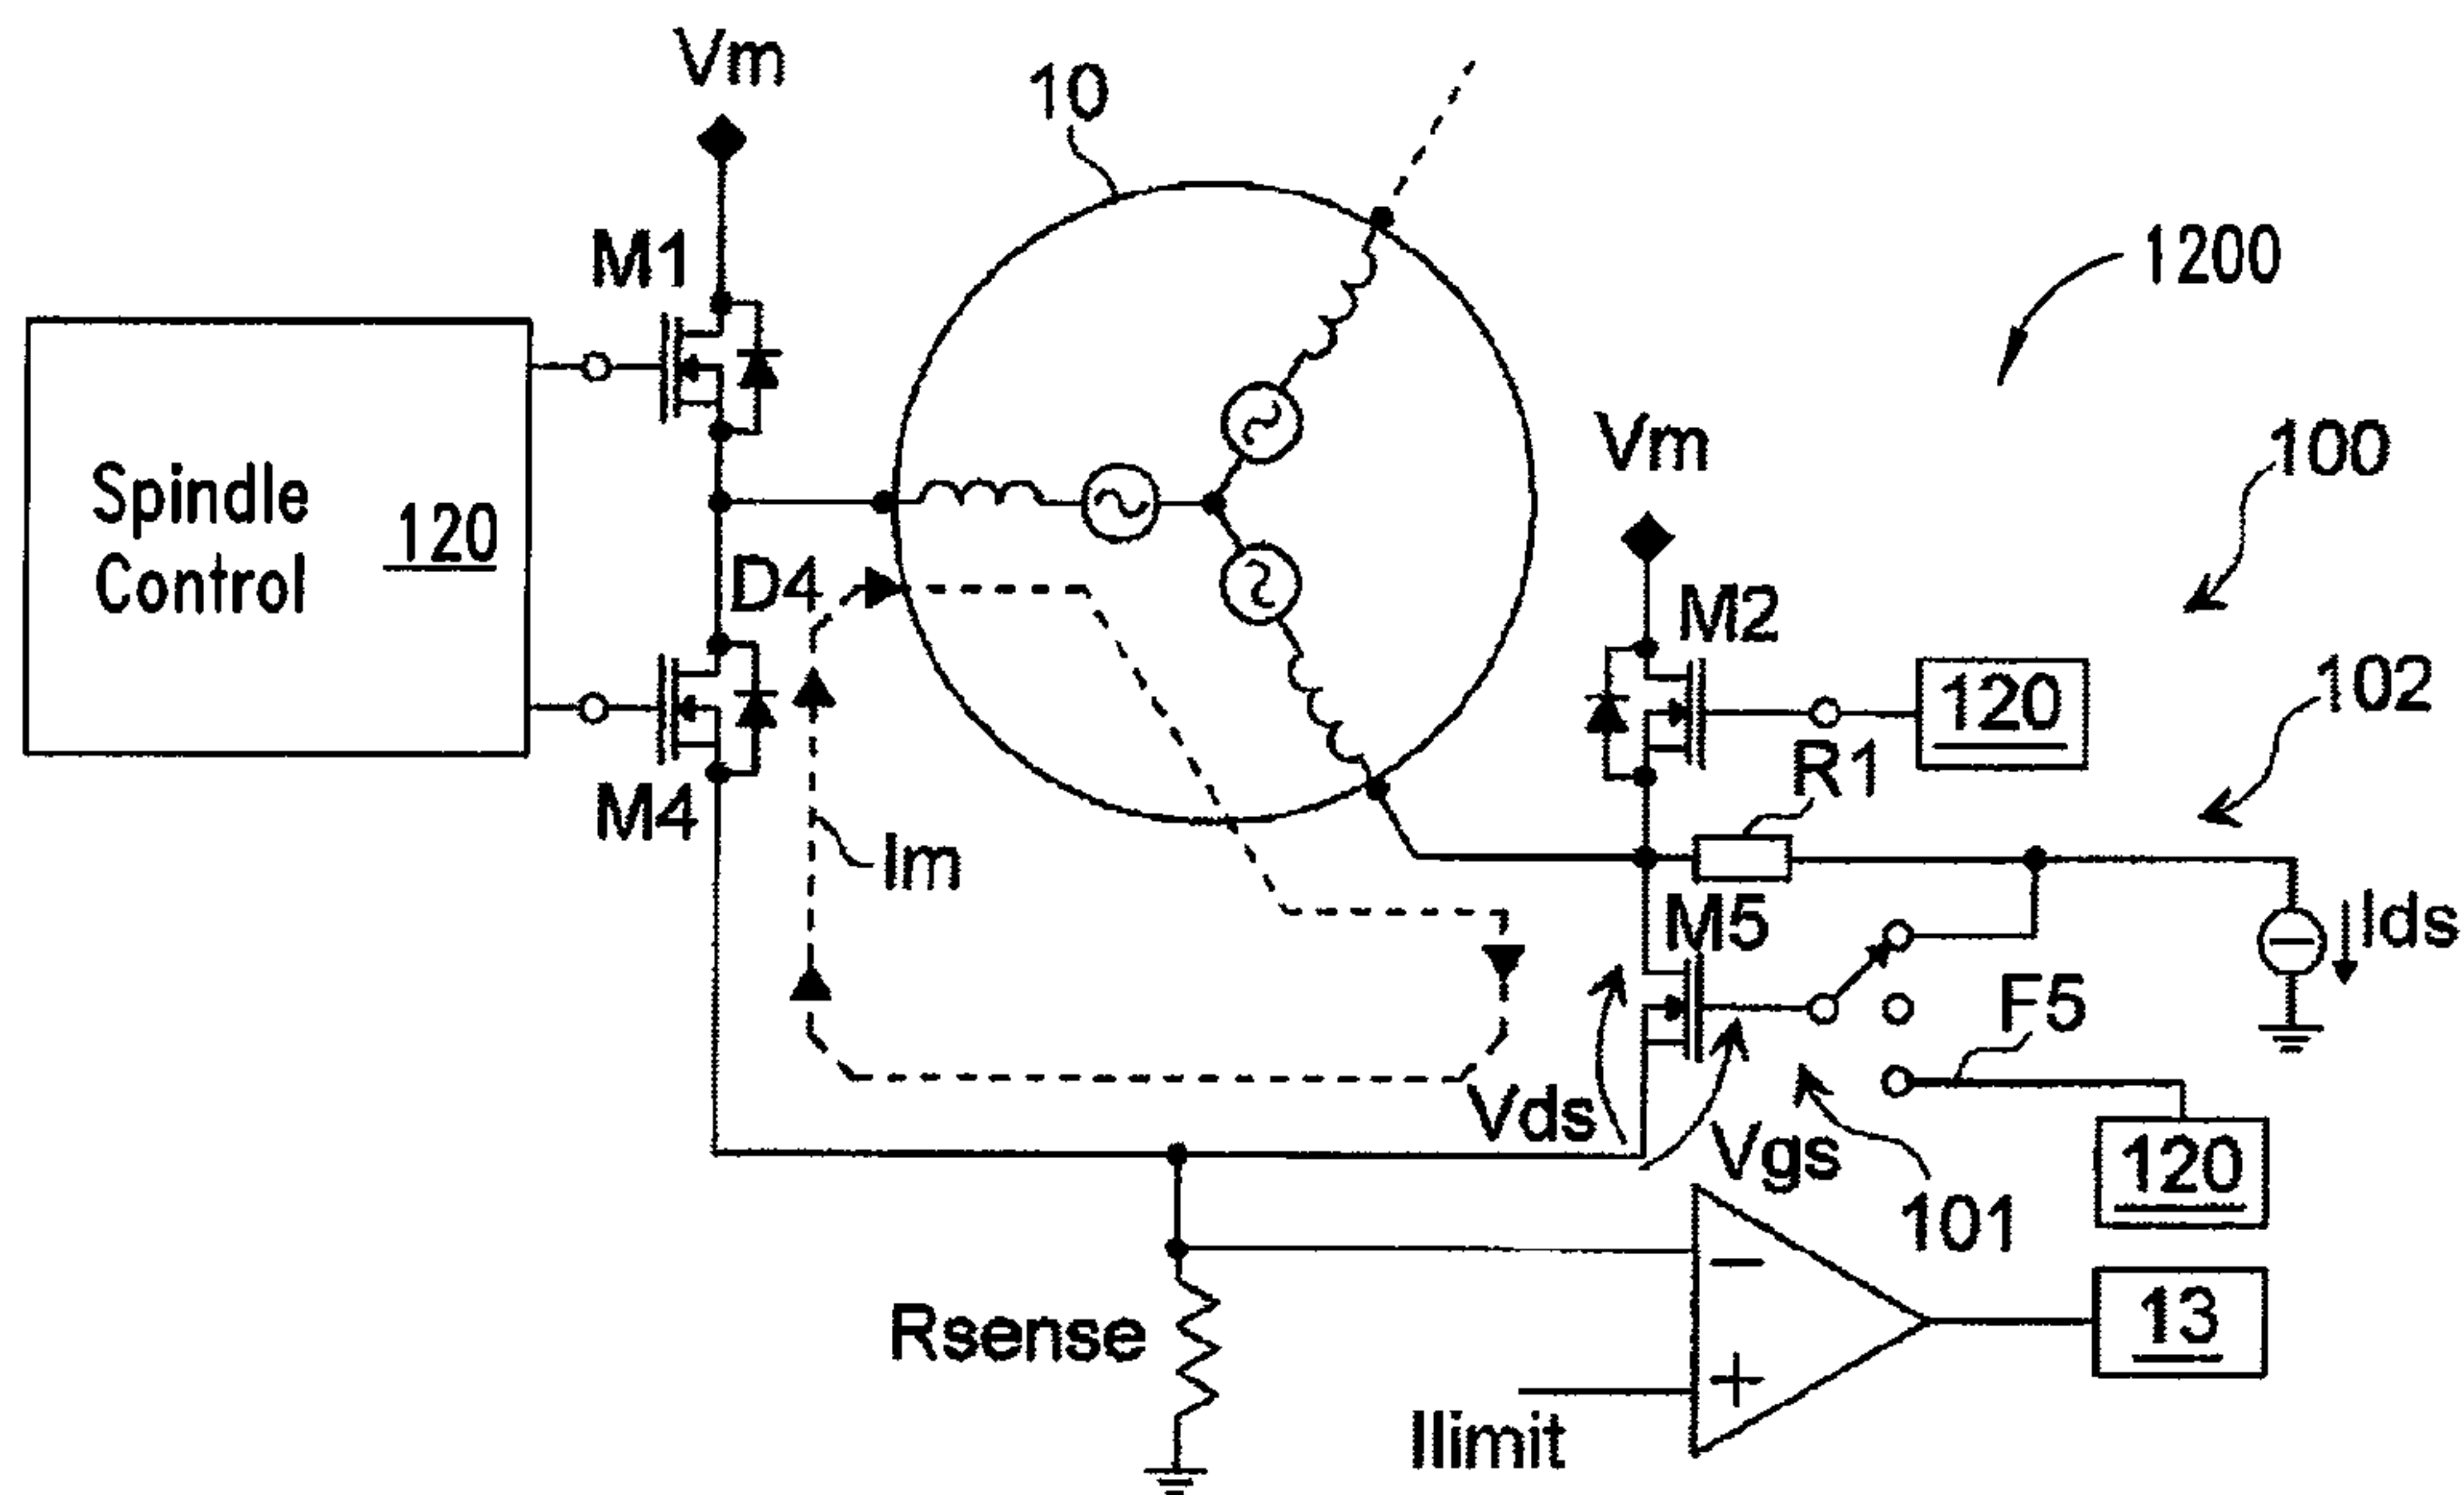 Vm
10
M1
1200
Spindle
Control
120
Vm
100
D4
M2
120
102
R1
M4
Im
M5
Ids
F5
Vds
Vgs
101
120
Rsense
13
Ilimit